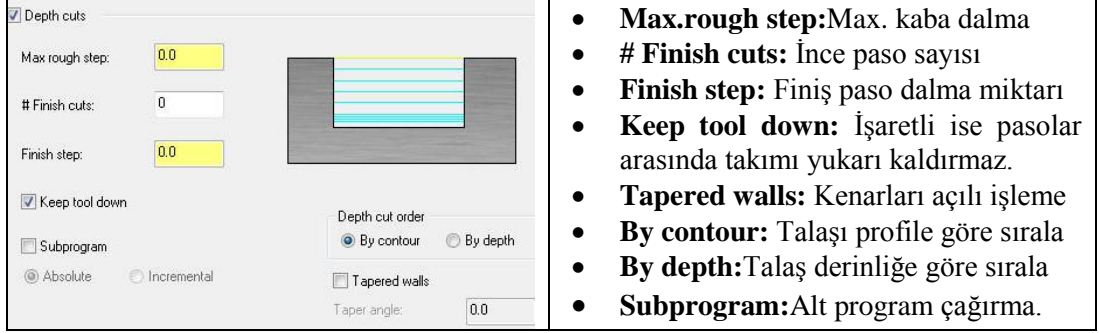 Depth cuts
Max rough step: 0.0
# Finish cuts: 0
Finish step: 0.0
Keep tool down
Subprogram
Absolute Incremental
Depth cut order
By contour By depth
Tapered walls
Taper angle: 0.0
• Max.rough step:Max. kaba dalma
• # Finish cuts: İnce paso sayısı
• Finish step: Finiş paso dalma miktarı
• Keep tool down: İşaretli ise pasolar
arasında takımı yukarı kaldırmaz.
• Tapered walls: Kenarları açılı işleme
• By contour: Talaşı profile göre sırala
• By depth:Talaş derinliğe göre sırala
• Subprogram:Alt program çağırma.